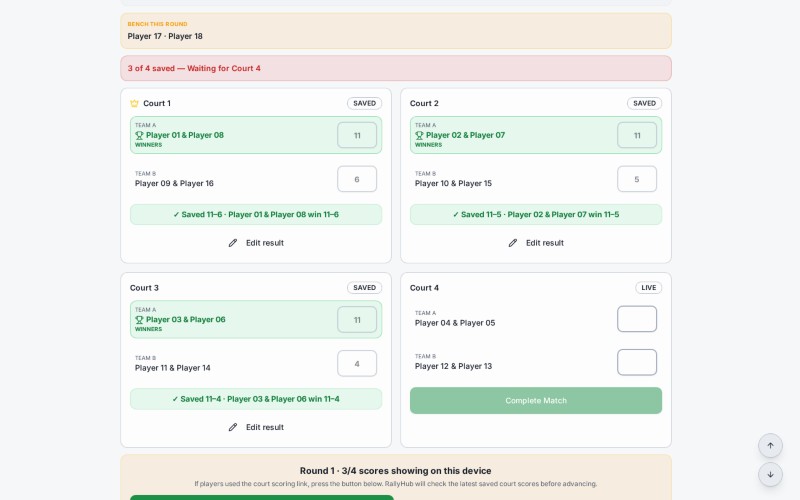 BENCH THIS ROUND
Player 17 · Player 18
3 of 4 saved — Waiting for Court 4
Court 1
SAVED
TEAM A
Player 01 & Player 08
WINNERS
11
TEAM B
Player 09 & Player 16
6
✓ Saved 11–6 · Player 01 & Player 08 win 11–6
Edit result
Court 2
SAVED
TEAM A
Player 02 & Player 07
WINNERS
11
TEAM B
Player 10 & Player 15
5
✓ Saved 11–5 · Player 02 & Player 07 win 11–5
Edit result
Court 3
SAVED
TEAM A
Player 03 & Player 06
WINNERS
11
TEAM B
Player 11 & Player 14
4
✓ Saved 11–4 · Player 03 & Player 06 win 11–4
Edit result
Court 4
LIVE
TEAM A
Player 04 & Player 05
TEAM B
Player 12 & Player 13
Complete Match
Round 1 · 3/4 scores showing on this device
If players used the court scoring link, press the button below. RallyHub will check the latest saved court scores before advancing.